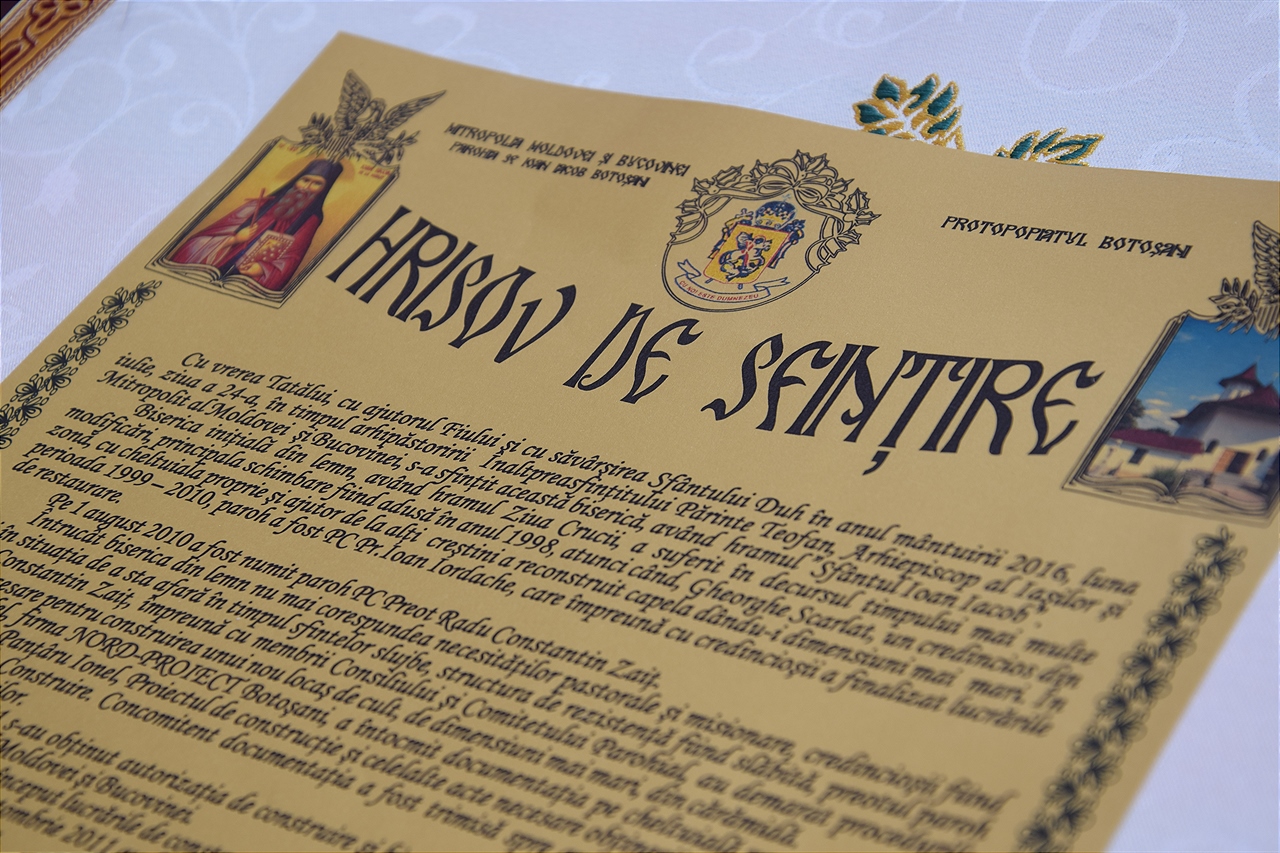 MITROPOLIA MOLDOVEI ȘI BUCOVINEI
PAROHIA SF IOAN IACOB BOTOȘANI
PROTOPOPIATUL BOTOȘANI
CU NOI ESTE DUMNEZEU
HRISOV DE SFINȚIRE
Cu vrerea Tatălui, cu ajutorul Fiului și cu săvârșirea Sfântului Duh în anul mântuirii 2016, luna
iulie, ziua a 24-a, în timpul arhipăstoririi Înaltpreasfințitului Părinte Teofan, Arhiepiscop al Iașilor și
Mitropolit al Moldovei și Bucovinei, s-a sfințit această biserică, având hramul "Sfântul Ioan Iacob".
Biserica inițială din lemn, având hramul Ziua Crucii, a suferit în decursul timpului mai multe
modificări, principala schimbare fiind adusă în anul 1998, atunci când, Gheorghe Scarlat, un credincios din
zonă, cu cheltuială proprie și ajutor de la alți creștini a reconstruit capela dându-i dimensiuni mai mari. În
perioada 1999 – 2010, paroh a fost PC Pr. Ioan Iordache, care împreună cu credincioșii a finalizat lucrările
de restaurare.
Pe 1 august 2010 a fost numit paroh PC Preot Radu Constantin Zaiț.
Întrucât biserica din lemn nu mai corespundea necesităților pastorale și misionare, credincioșii fiind
în situația de a sta afară în timpul sfintelor slujbe, structura de rezistență fiind slăbită, preotul paroh
Constantin Zaiț, împreună cu membrii Consiliului și Comitetului Parohial, au demarat procedurile
necesare pentru construirea unui nou locaș de cult, de dimensiuni mai mari, din cărămidă.
firma NORD-PROIECT Botoșani, a întocmit documentația pe cheltuiala
Panțâru Ionel, Proiectul de construcție și celelalte acte necesare
Construire. Concomitent documentația a fost trimisă spre
s-au obținut autorizația de construire și
Moldovei și Bucovinei.
început lucrările de
2011